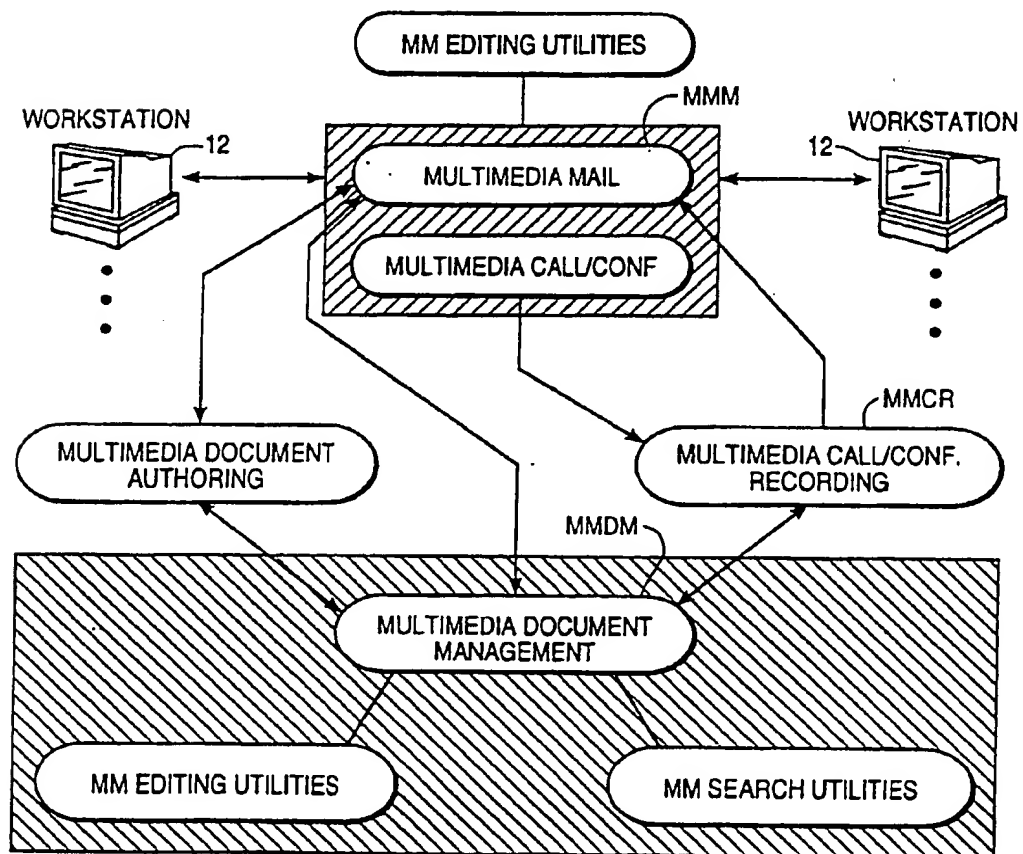 MM EDITING UTILITIES
MMM
WORKSTATION
WORKSTATION
12
12
MULTIMEDIA MAIL
MULTIMEDIA CALL/CONF
MMCR
MULTIMEDIA DOCUMENT
AUTHORING
MULTIMEDIA CALL/CONF.
RECORDING
MMDM
MULTIMEDIA DOCUMENT
MANAGEMENT
MM EDITING UTILITIES
MM SEARCH UTILITIES